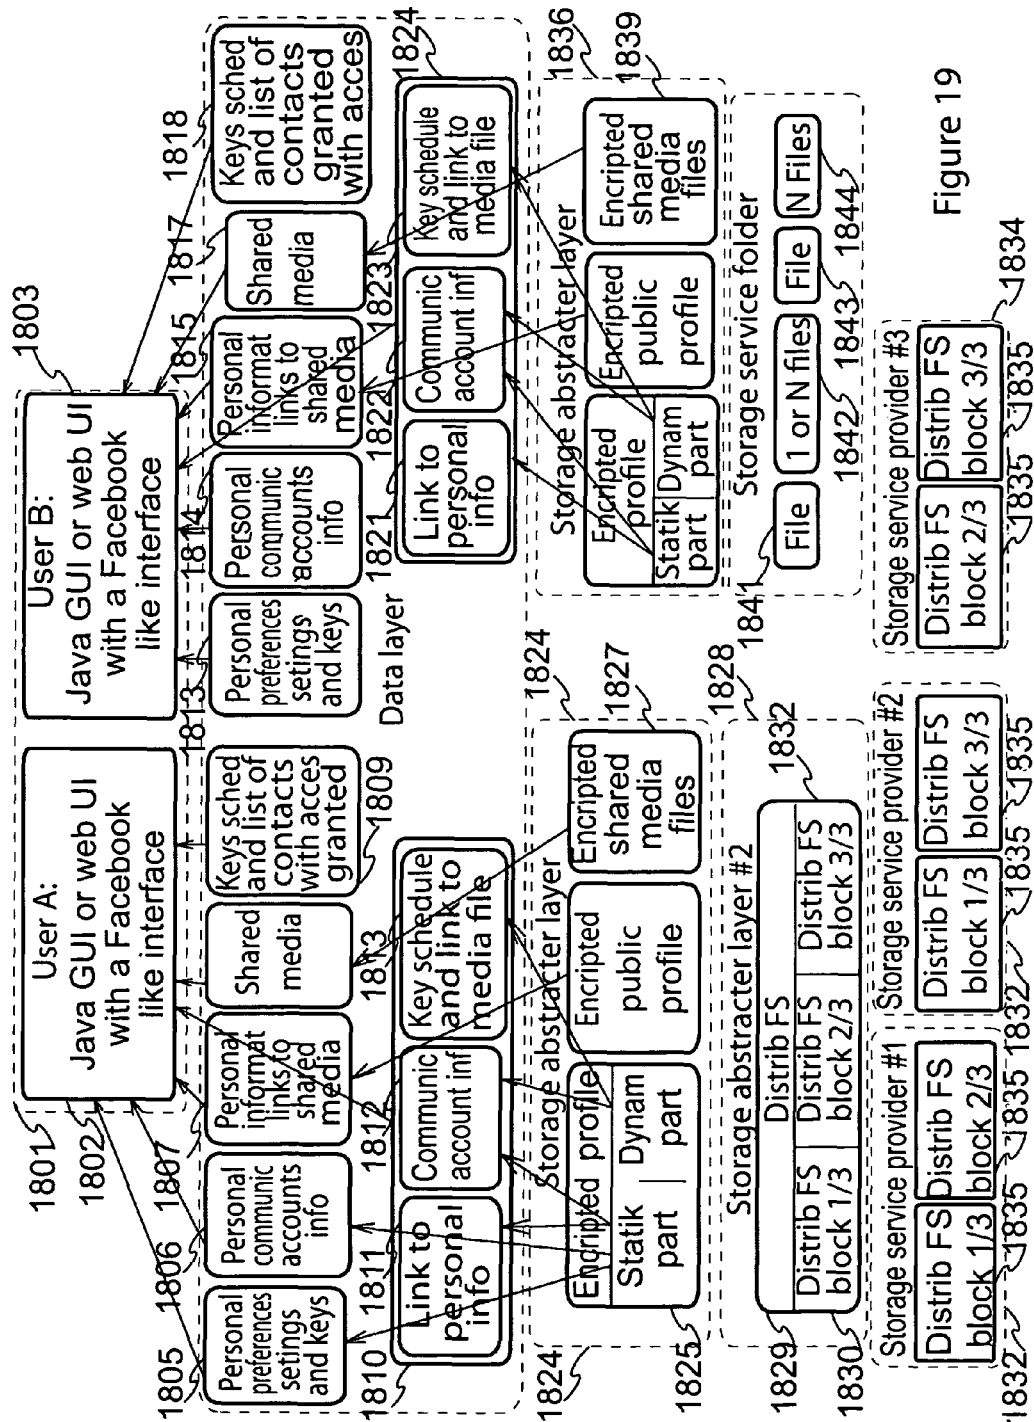 1801
1802
User A:
Java GUI or web UI
with a Facebook
like interface
User B:
Java GUI or web UI
with a Facebook
like interface
1803
1805
1806
1807
1813
1814
1815
1817
1818
Personal
preferences
setings
and keys
Personal
communic
accounts
info
Personal
informat
links to
shared
media
Shared
media
Keys sched
and list of
contacts
with acces
granted
1809
Personal
preferences
setings
and keys
Personal
communic
accounts
info
Personal
informat
links to
shared
media
Shared
media
Keys sched
and list of
contacts
granted
with acces
Data layer
1810
1811
1812
1873
Link to
personal
info
Communic
account inf
Key schedule
and link to
media file
1821
1822
1823
1824
Link to
personal
info
Communic
account inf
Key schedule
and link to
media file
1824
Storage abstracter layer
1824
Encripted profile
Statik
part
Dynam
part
1825
Encripted
public
profile
Encripted
shared
media
files
1827
Storage abstracter layer
1836
Encripted
profile
Statik
part
Dynam
part
Encripted
public
profile
Encripted
shared
media
files
1839
Storage abstracter layer #2
1828
1829
1830
Distrib FS
Distrib FS
block 1/3
Distrib FS
block 2/3
Distrib FS
block 3/3
1832
Storage service folder
1841
File
1 or N files
File
N Files
1842
1843
1844
Storage service provider #1
Distrib FS
block 1/3
Distrib FS
block 2/3
1832
1835
1835
Storage service provider #2
Distrib FS
block 1/3
Distrib FS
block 3/3
1832
1835
1835
Storage service provider #3
Distrib FS
block 2/3
Distrib FS
block 3/3
1835
1835
1834
Figure 19